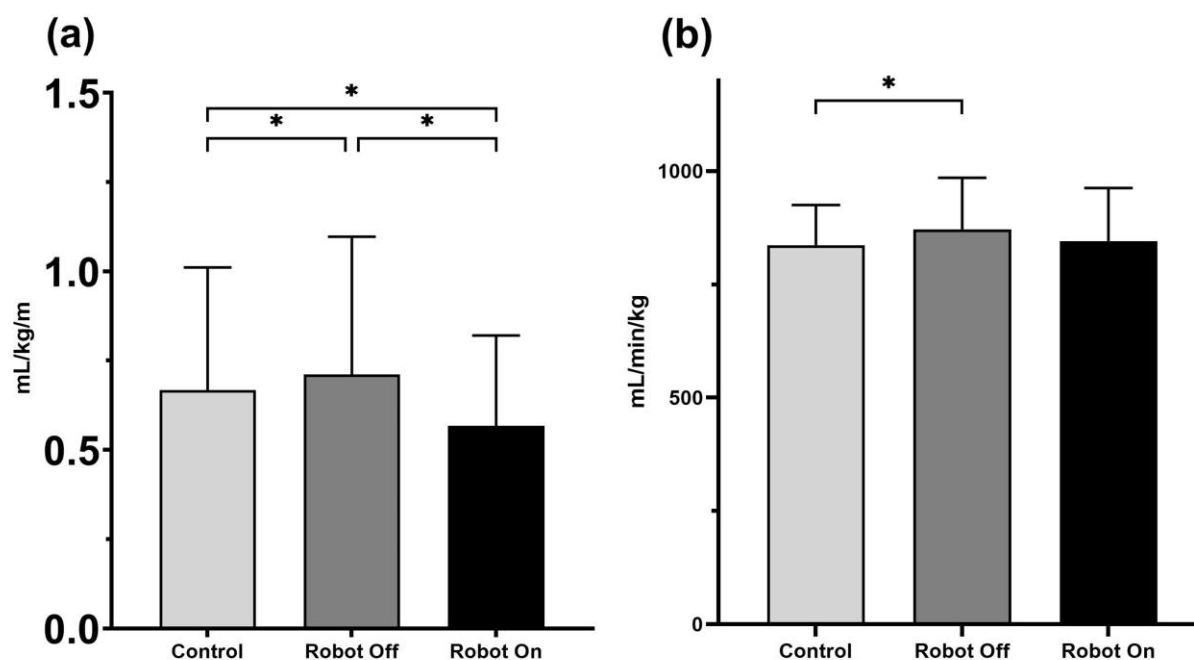 (a)
mL/kg/m
1.5
1.0
0.5
0.0
*
*
*
Control
Robot Off
Robot On
(b)
mL/min/kg
1000
500
0
*
Control
Robot Off
Robot On